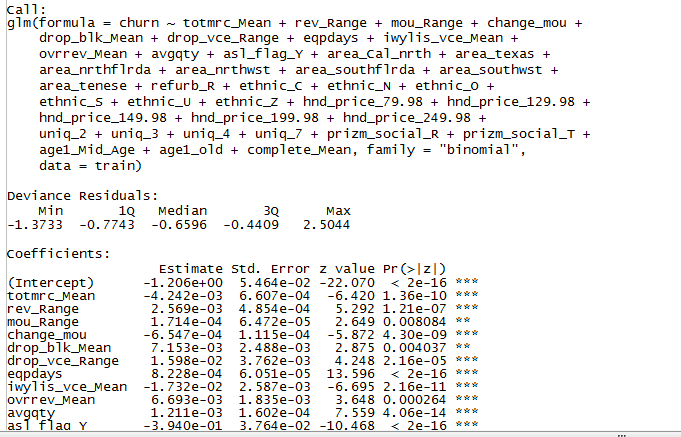 Call:
glm(formula = churn ~ totmrc_Mean + rev_Range + mou_Range + change_mou +
drop_blk_Mean + drop_vce_Range + eqpdays + iwylis_vce_Mean +
ovrrev_Mean + avgqty + asl_flag_Y + area_Cal_nrth + area_texas +
area_nrthflrda + area_nrthwst + area_southflrda + area_southwst +
area_tenese + refurb_R + ethnic_C + ethnic_N + ethnic_O +
ethnic_S + ethnic_U + ethnic_Z + hnd_price_79.98 + hnd_price_129.98 +
hnd_price_149.98 + hnd_price_199.98 + hnd_price_249.98 +
uniq_2 + uniq_3 + uniq_4 + uniq_7 + prizm_social_R + prizm_social_T +
age1_Mid_Age + age1_old + complete_Mean, family = "binomial",
data = train)
Deviance Residuals:
Min 1Q Median 3Q Max
-1.3733 -0.7743 -0.6596 -0.4409 2.5044
Coefficients:
Estimate Std. Error z value Pr(>|z|)
(Intercept) -1.206e+00 5.464e-02 -22.070 < 2e-16 ***
totmrc_Mean -4.242e-03 6.607e-04 -6.420 1.36e-10 ***
rev_Range 2.569e-03 4.854e-04 5.292 1.21e-07 ***
mou_Range 1.714e-04 6.472e-05 2.649 0.008084 **
change_mou -6.547e-04 1.115e-04 -5.872 4.30e-09 ***
drop_blk_Mean 7.153e-03 2.488e-03 2.875 0.004037 **
drop_vce_Range 1.598e-02 3.762e-03 4.248 2.16e-05 ***
eqpdays 8.228e-04 6.051e-05 13.596 < 2e-16 ***
iwylis_vce_Mean -1.732e-02 2.587e-03 -6.695 2.16e-11 ***
ovrrev_Mean 6.693e-03 1.835e-03 3.648 0.000264 ***
avgqty 1.211e-03 1.602e-04 7.559 4.06e-14 ***
asl_flag_Y -3.940e-01 3.764e-02 -10.468 < 2e-16 ***